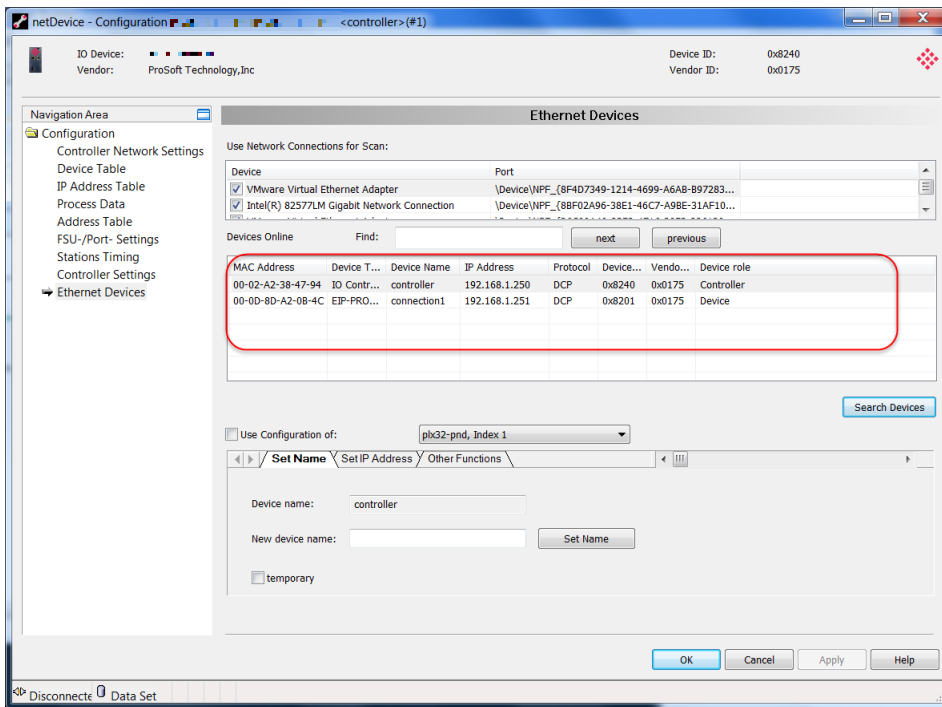 netDevice - Configuration <controller>(#1)
IO Device: Device ID: 0x8240
Vendor: ProSoft Technology,Inc Vendor ID: 0x0175
Navigation Area
Configuration
Controller Network Settings
Device Table
IP Address Table
Process Data
Address Table
FSU-/Port- Settings
Stations Timing
Controller Settings
Ethernet Devices
Ethernet Devices
Use Network Connections for Scan:
Device Port
VMware Virtual Ethernet Adapter \Device\NPF_{8F4D7349-1214-4699-A6AB-B97283...
Intel(R) 82577LM Gigabit Network Connection \Device\NPF_{8BF02A96-38E1-46C7-A9BE-31AF10...
Devices Online Find: next previous
MAC Address Device T... Device Name IP Address Protocol Device... Vendo... Device role
00-02-A2-38-47-94 IO Contr... controller 192.168.1.250 DCP 0x8240 0x0175 Controller
00-0D-8D-A2-0B-4C EIP-PRO... connection1 192.168.1.251 DCP 0x8201 0x0175 Device
Search Devices
Use Configuration of: plx32-pnd, Index 1
Set Name Set IP Address Other Functions
Device name: controller
New device name: Set Name
temporary
OK Cancel Apply Help
Disconnecte Data Set